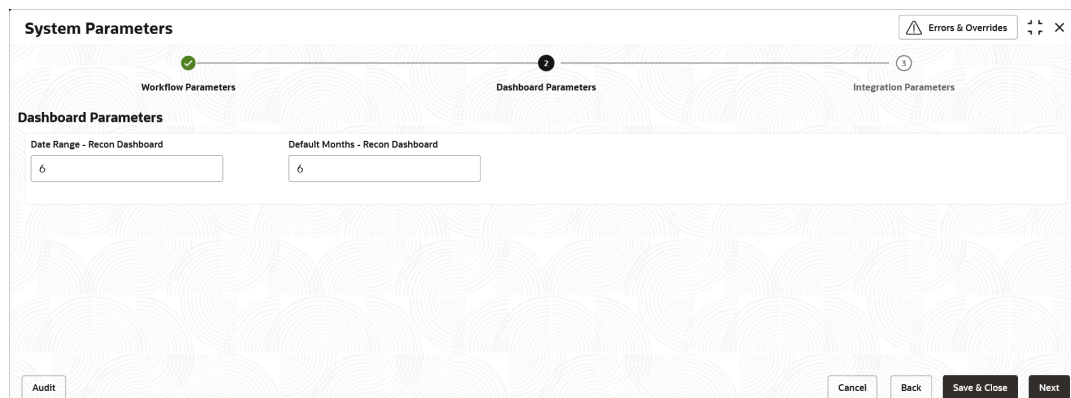 System Parameters
Errors & Overrides
2
3
Workflow Parameters
Dashboard Parameters
Integration Parameters
Dashboard Parameters
Date Range - Recon Dashboard
Default Months - Recon Dashboard
6
6
Audit
Cancel
Back
Save & Close
Next